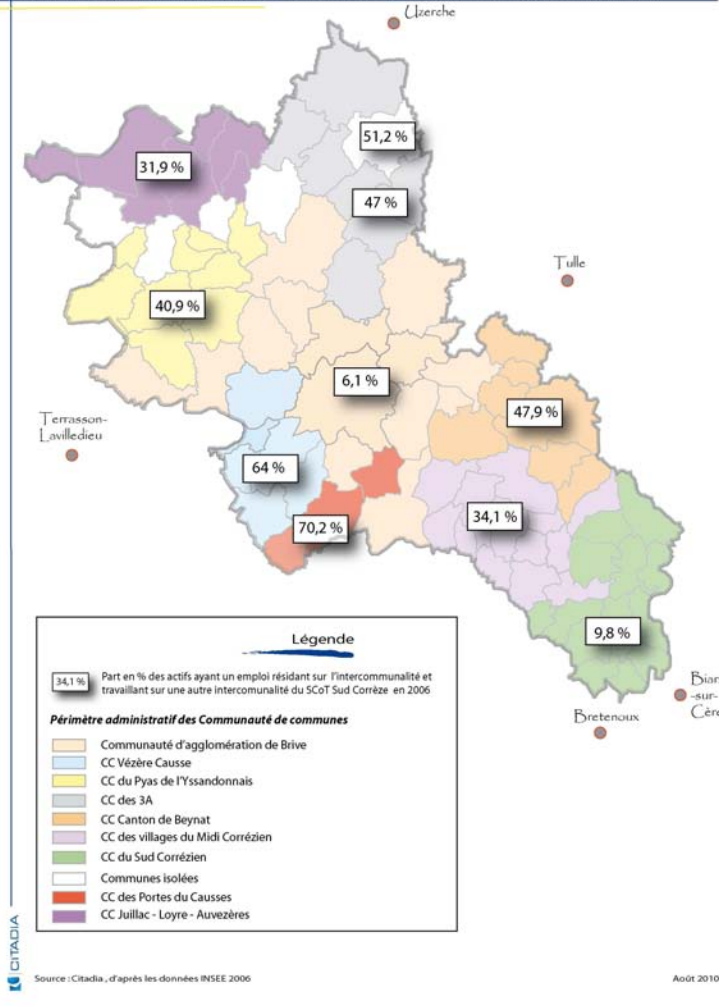 Uzerche
51,2 %
31,9 %
47 %
Tulle
40,9 %
6,1 %
47,9 %
Terrasson-
Lavilledieu
64 %
34,1 %
70,2 %
9,8 %
Biar
-sur-
Cère
Bretenoux
Légende
34,1 %
Part en % des actifs ayant un emploi résidant sur l'intercommunalité et
travaillant sur une autre intercomunalité du SCoT Sud Corrèze en 2006
Périmètre administratif des Communauté de communes
Communauté d'agglomération de Brive
CC Vézère Causse
CC du Pyas de l'Yssandonnais
CC des 3A
CC Canton de Beynat
CC des villages du Midi Corrézien
CC du Sud Corrézien
Communes isolées
CC des Portes du Causses
CC Juillac - Loyre - Auvezères
CITADIA
Source : Citadia , d'après les données INSEE 2006
Août 2010